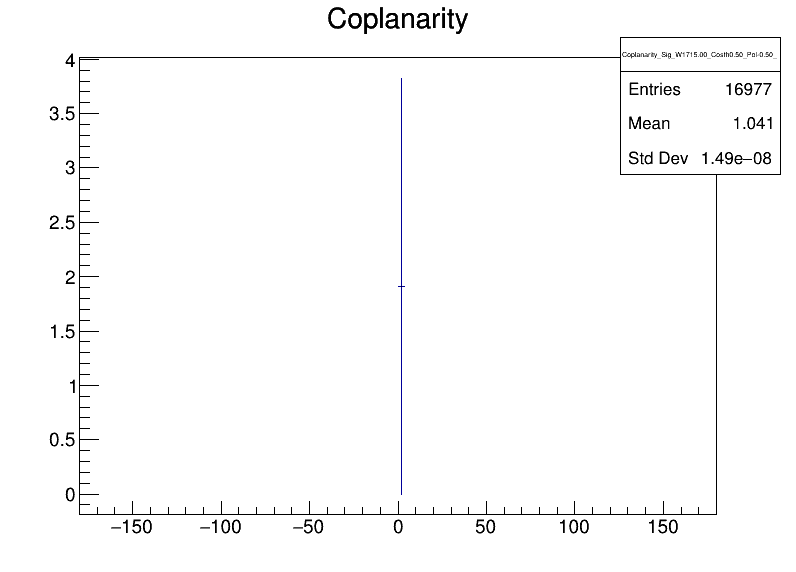 Coplanarity
Coplanarity_Sig_W1715.00_Costh0.50_Pol-0.50_
Entries 16977
Mean 1.041
Std Dev 1.49e−08
4
3.5
3
2.5
2
1.5
1
0.5
0
−150 −100 −50 0 50 100 150